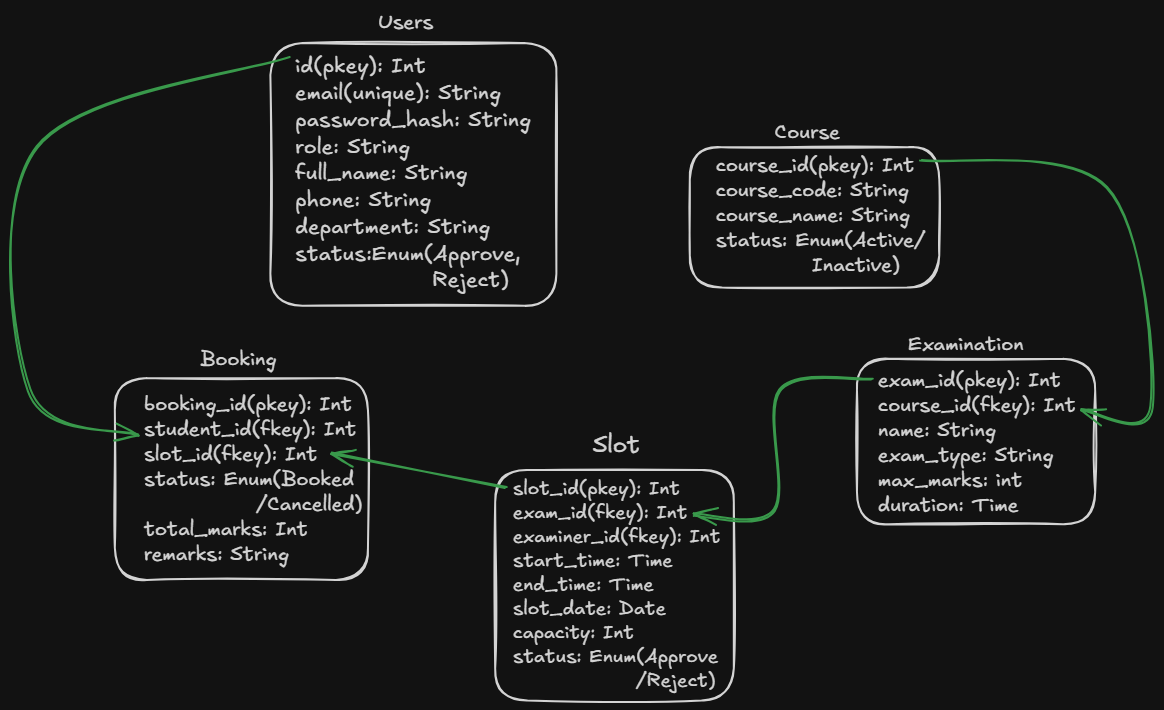 Users
id(pkey): Int
email(unique): String
password_hash: String
role: String
full_name: String
phone: String
department: String
status:Enum(Approve,
Reject)
Course
course_id(pkey): Int
course_code: String
course_name: String
status: Enum(Active/
Inactive)
Booking
booking_id(pkey): Int
student_id(fkey): Int
slot_id(fkey): Int
status: Enum(Booked
/Cancelled)
total_marks: Int
remarks: String
Slot
slot_id(pkey): Int
exam_id(fkey): Int
examiner_id(fkey): Int
start_time: Time
end_time: Time
slot_date: Date
capacity: Int
status: Enum(Approve
/Reject)
Examination
exam_id(pkey): Int
course_id(fkey): Int
name: String
exam_type: String
max_marks: int
duration: Time